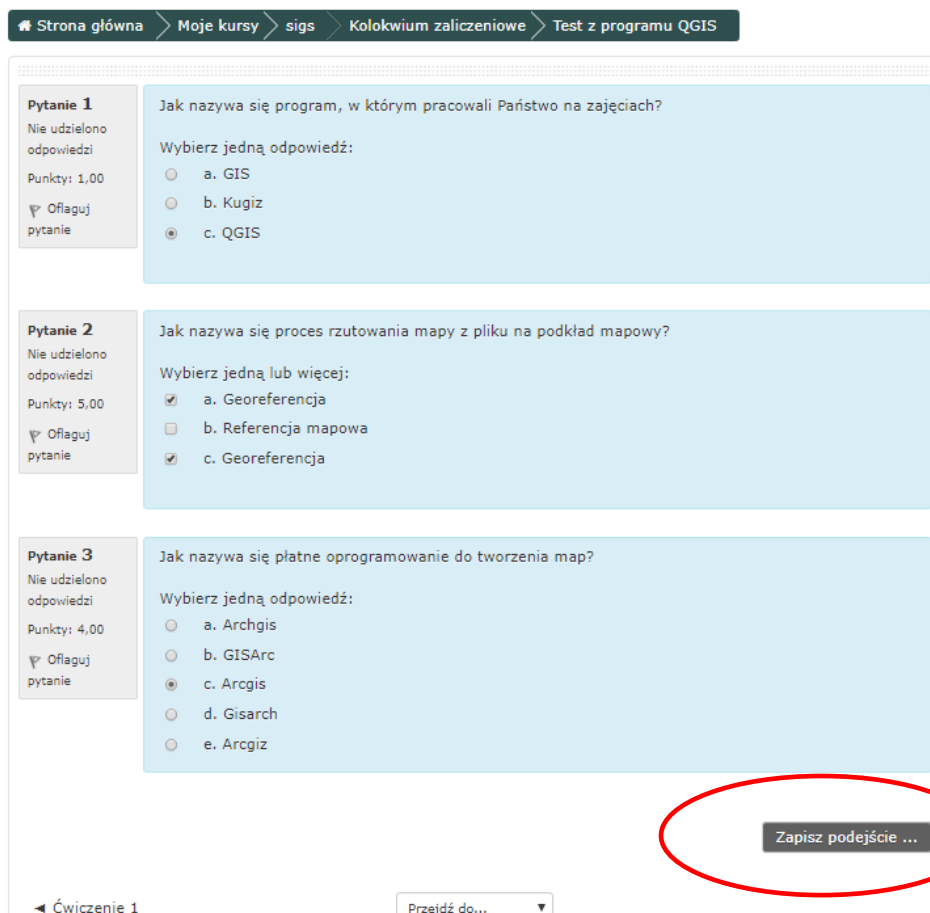 Strona główna Moje kursy sigs Kolokwium zaliczeniowe Test z programu QGIS
Pytanie 1
Nie udzielono
odpowiedzi
Punkty: 1,00
Oflaguj
pytanie
Jak nazywa się program, w którym pracowali Państwo na zajęciach?
Wybierz jedną odpowiedź:
a. GIS
b. Kugiz
c. QGIS
Pytanie 2
Nie udzielono
odpowiedzi
Punkty: 5,00
Oflaguj
pytanie
Jak nazywa się proces rzutowania mapy z pliku na podkład mapowy?
Wybierz jedną lub więcej:
a. Georeferencja
b. Referencja mapowa
c. Georeferencja
Pytanie 3
Nie udzielono
odpowiedzi
Punkty: 4,00
Oflaguj
pytanie
Jak nazywa się płatne oprogramowanie do tworzenia map?
Wybierz jedną odpowiedź:
a. Archgis
b. GISArc
c. Arcgis
d. Gisarch
e. Arcgiz
Zapisz podejście ...
◄ Ćwiczenie 1
Przejdź do...